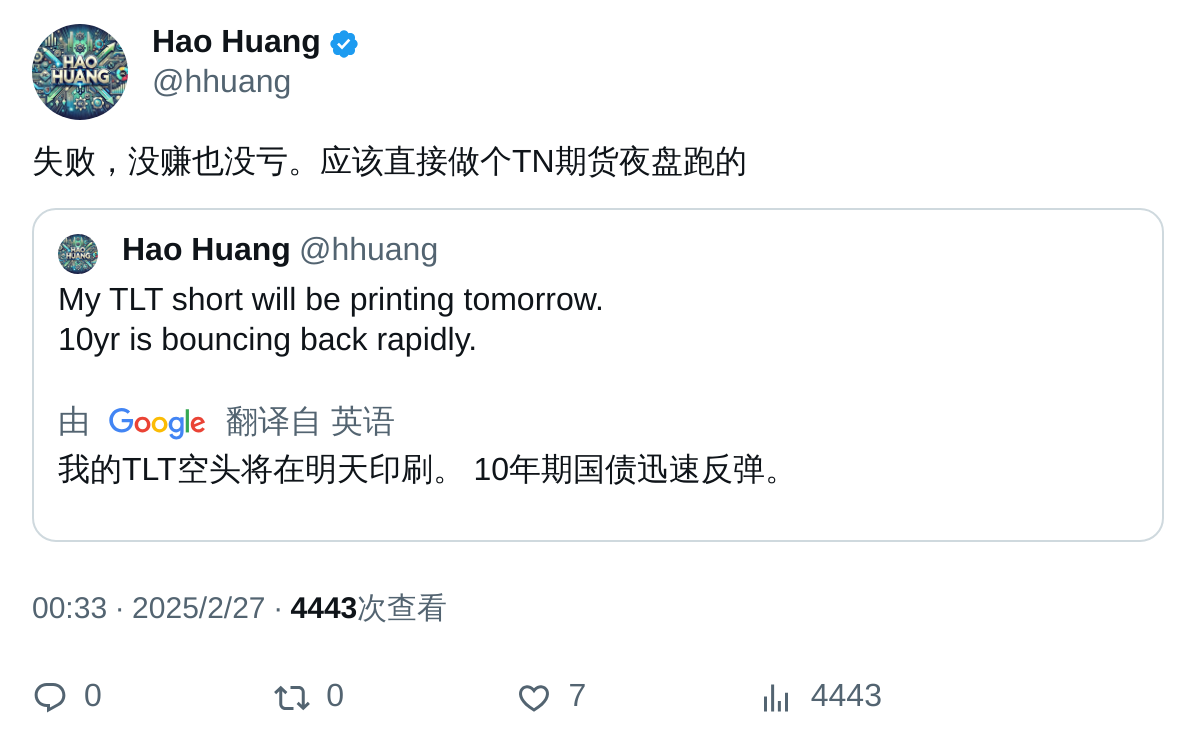 HAO
HUANG
Hao Huang
@hhuang
失败，没赚也没亏。应该直接做个TN期货夜盘跑的
HAO
HUANG
Hao Huang @hhuang
My TLT short will be printing tomorrow.
10yr is bouncing back rapidly.
由 Google 翻译自 英语
我的TLT空头将在明天印刷。 10年期国债迅速反弹。
00:33 · 2025/2/27 · 4443次查看
0 0 7 4443